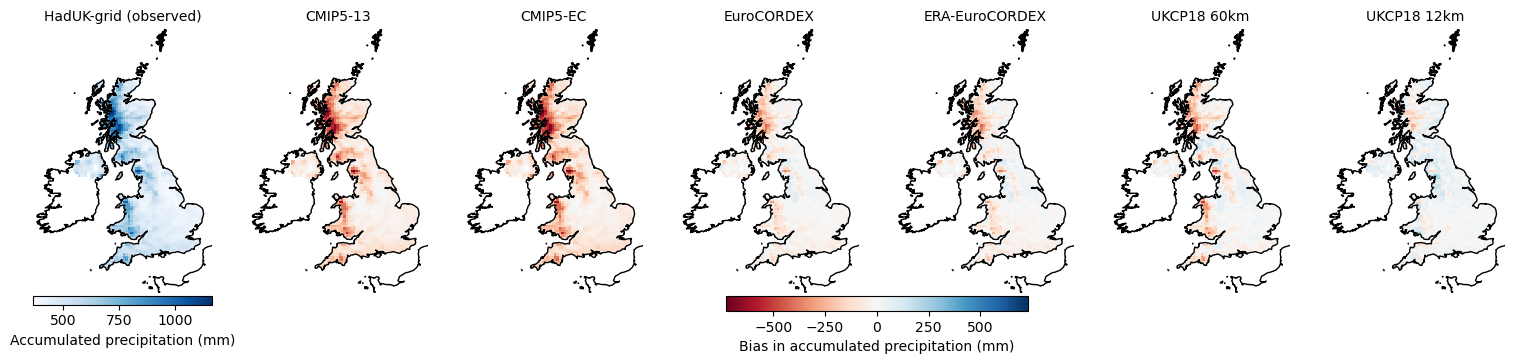 HadUK-grid (observed)
CMIP5-13
CMIP5-EC
EuroCORDEX
ERA-EuroCORDEX
UKCP18 60km
UKCP18 12km
500 750 1000
Accumulated precipitation (mm)
−500 −250 0 250 500
Bias in accumulated precipitation (mm)